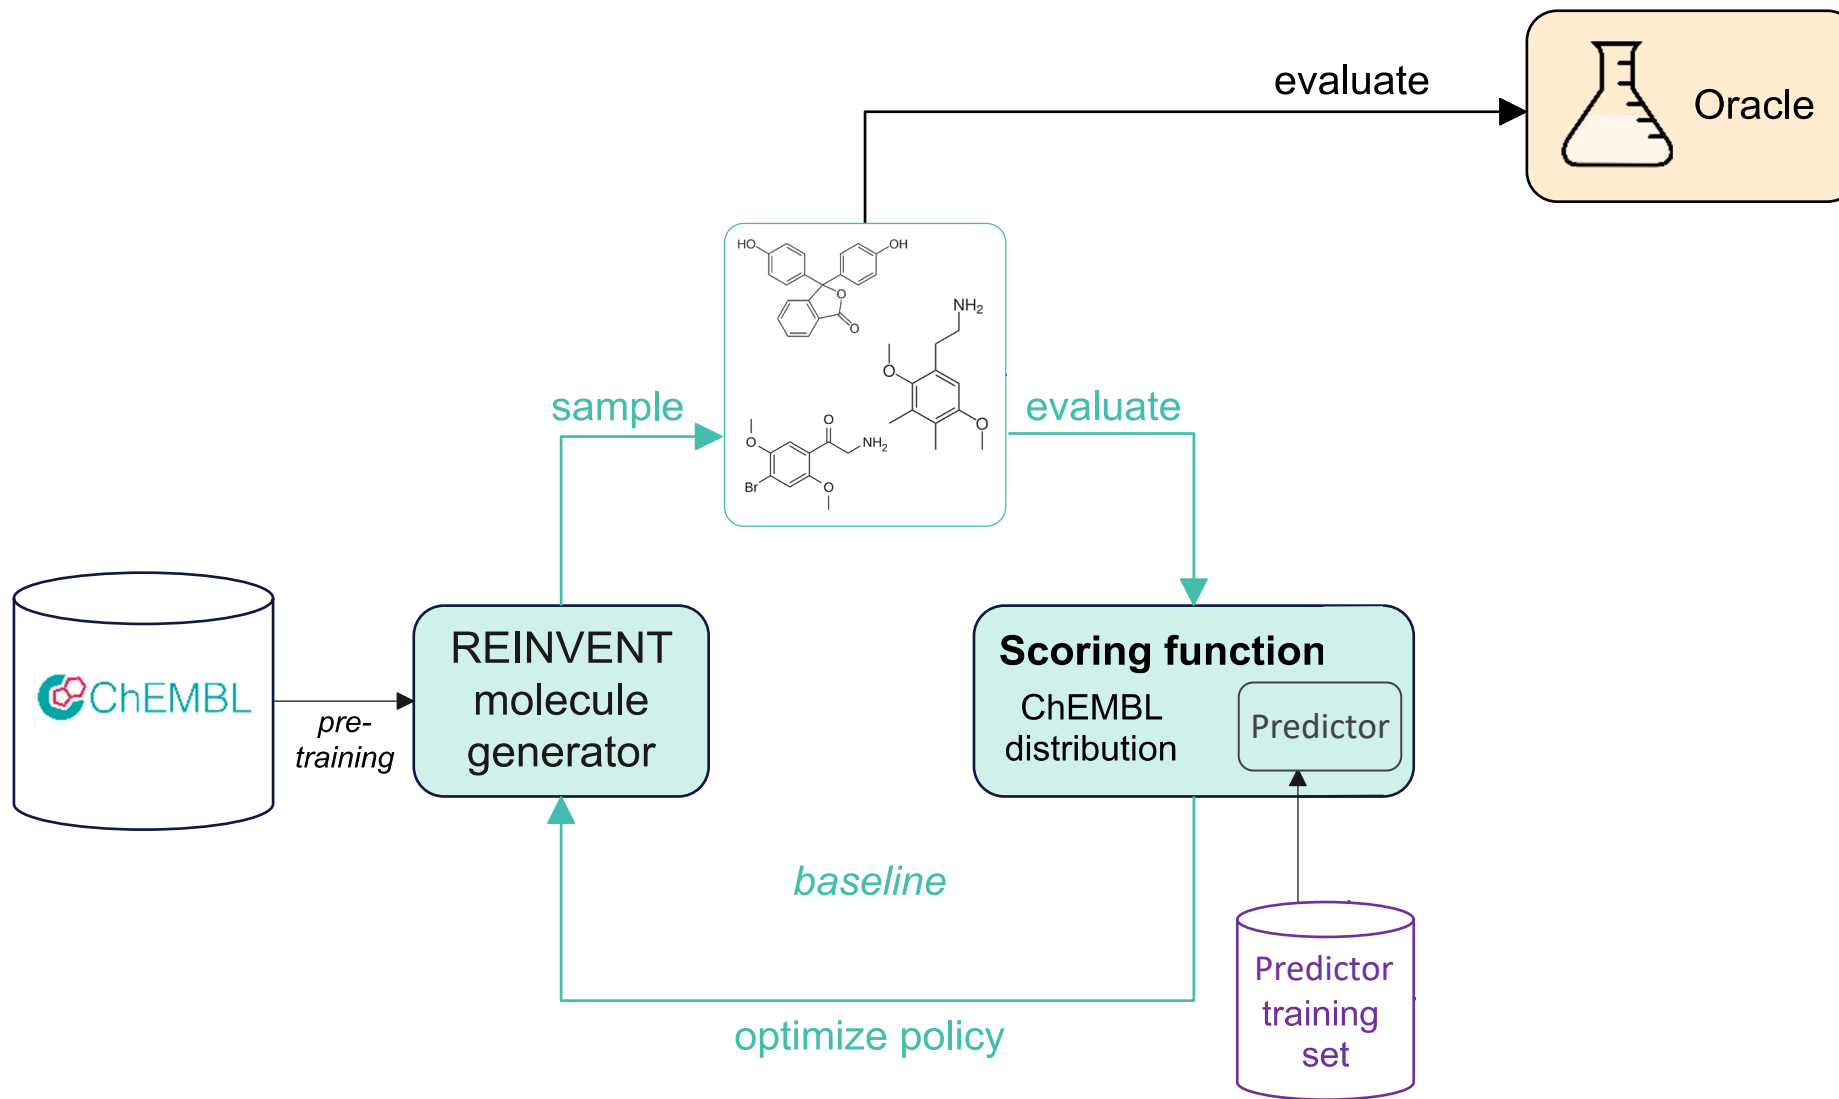 evaluate
Oracle
HO
OH
O
O
NH2
O
O
sample
evaluate
O
O
NH2
Br
O
ChEMBL
pre-
training
REINVENT
molecule
generator
Scoring function
ChEMBL
distribution
Predictor
baseline
optimize policy
Predictor
training
set